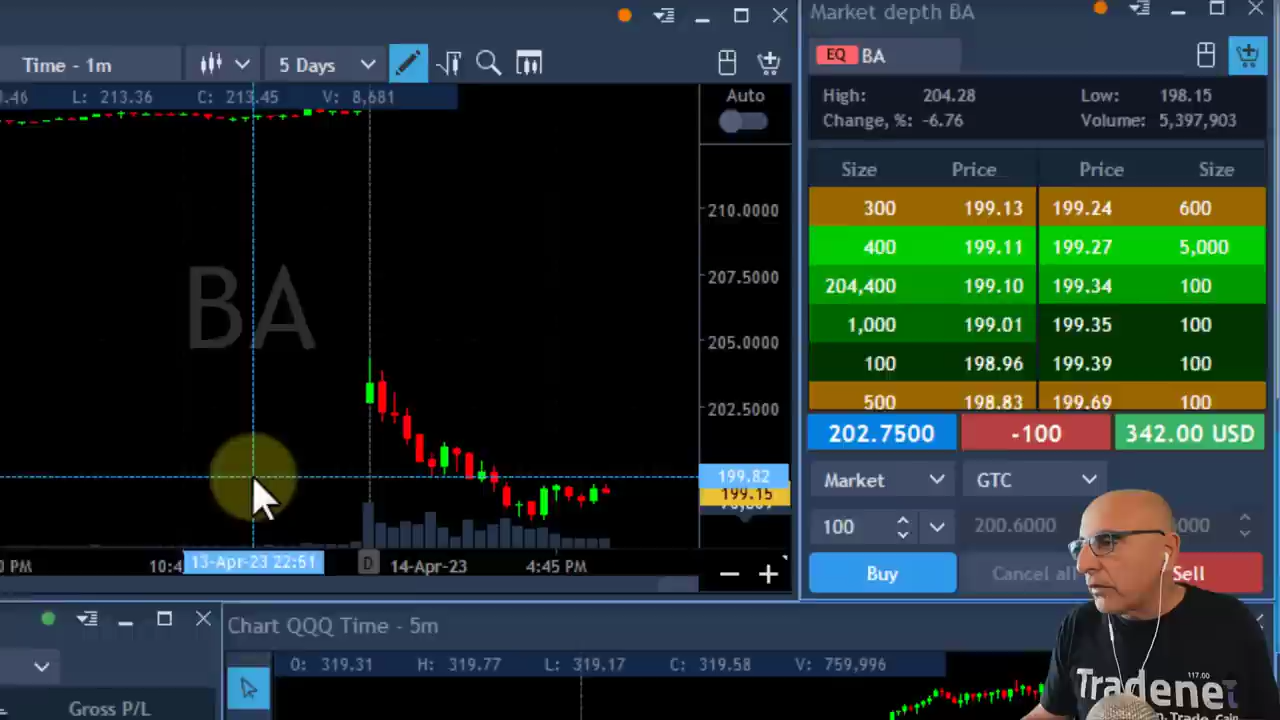 Market depth BA
Time - 1m
5 Days
EQ BA
3.46 L: 213.36 C: 213.45 V: 8,681
Auto
High: 204.28 Low: 198.15
Change, %: -6.76 Volume: 5,397,903
Size Price Price Size
300 199.13 199.24 600
400 199.11 199.27 5,000
204,400 199.10 199.34 100
1,000 199.01 199.35 100
100 198.96 199.39 100
500 198.83 199.69 100
210.0000
207.5000
205.0000
202.5000
BA
202.7500 -100 342.00 USD
199.82
199.15
Market GTC
100 200.6000
Buy Cancel all Sell
13-Apr-23 22:51
D 14-Apr-23 4:45 PM
Chart QQQ Time - 5m
O: 319.31 H: 319.77 L: 319.17 C: 319.58 V: 759,996
Gross P/L
117.00
Tradenet